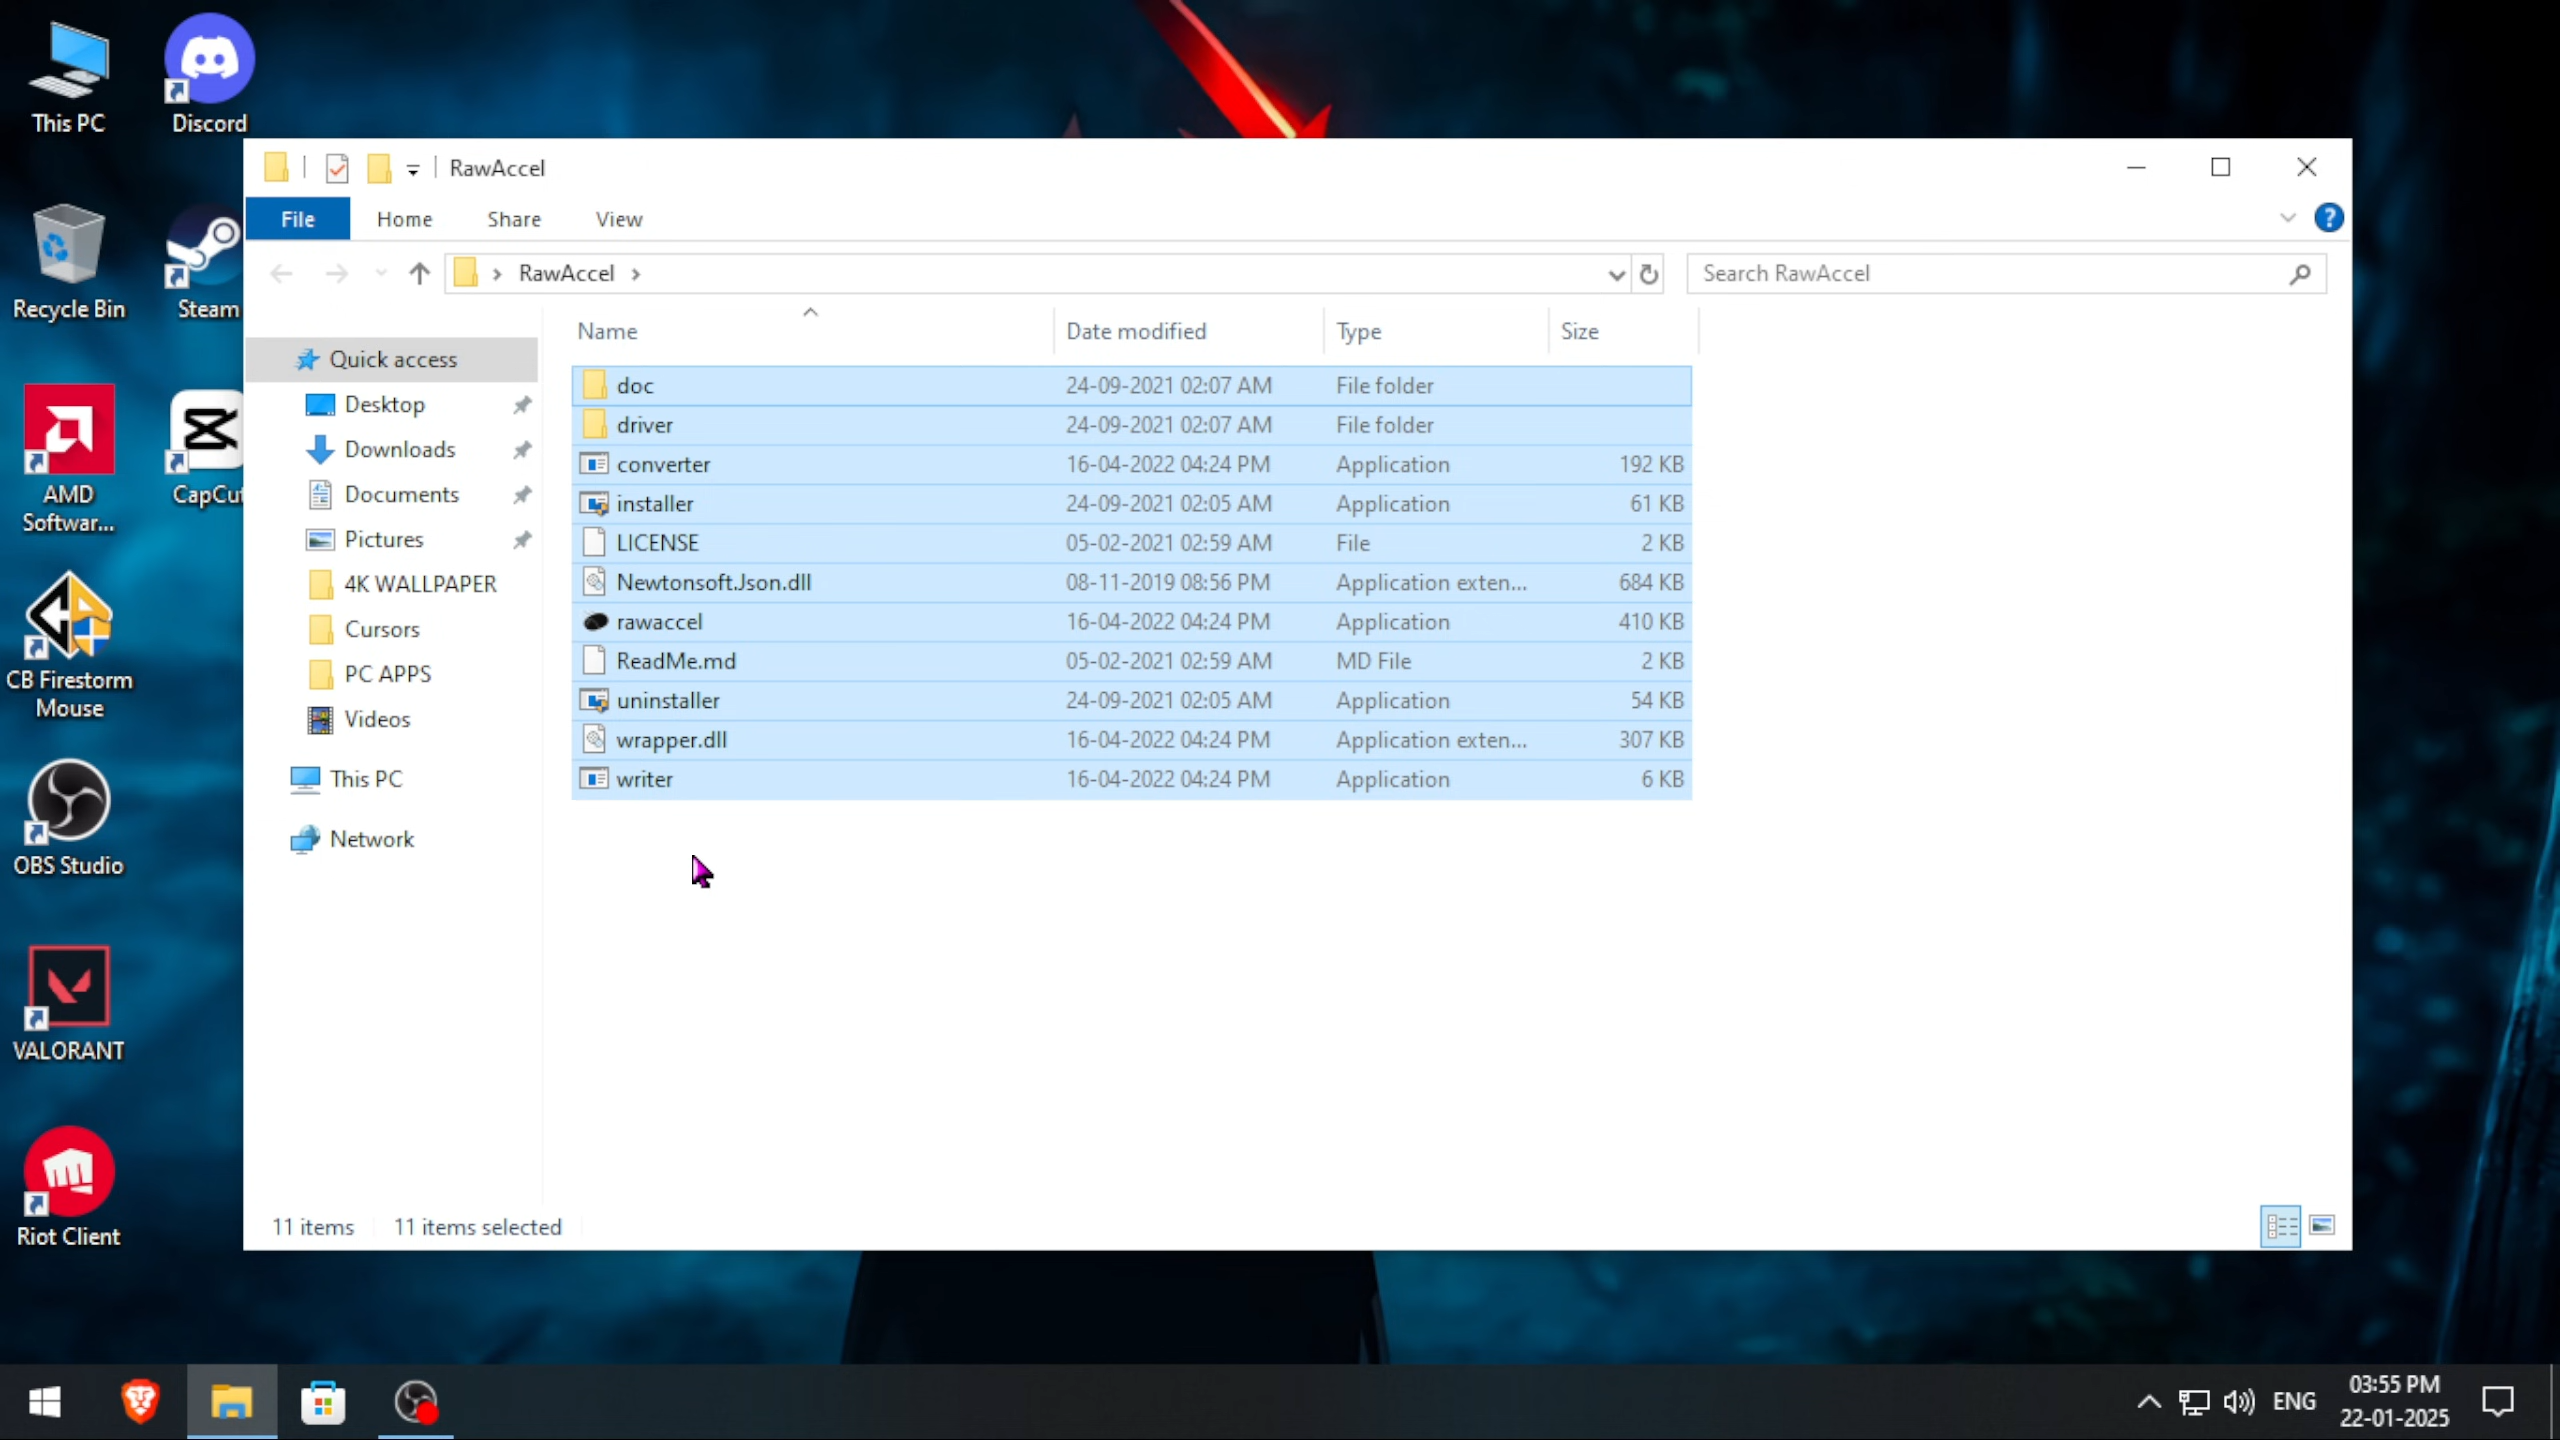 This PC
Discord
Recycle Bin
Steam
AMD
Softwar...
CapCut
CB Firestorm
Mouse
OBS Studio
VALORANT
Riot Client
RawAccel
File
Home
Share
View
?
RawAccel
Search RawAccel
Quick access
Desktop
Downloads
Documents
Pictures
4K WALLPAPER
Cursors
PC APPS
Videos
This PC
Network
Name Date modified Type Size
doc 24-09-2021 02:07 AM File folder
driver 24-09-2021 02:07 AM File folder
converter 16-04-2022 04:24 PM Application 192 KB
installer 24-09-2021 02:05 AM Application 61 KB
LICENSE 05-02-2021 02:59 AM File 2 KB
Newtonsoft.Json.dll 08-11-2019 08:56 PM Application exten... 684 KB
rawaccel 16-04-2022 04:24 PM Application 410 KB
ReadMe.md 05-02-2021 02:59 AM MD File 2 KB
uninstaller 24-09-2021 02:05 AM Application 54 KB
wrapper.dll 16-04-2022 04:24 PM Application exten... 307 KB
writer 16-04-2022 04:24 PM Application 6 KB
11 items 11 items selected
ENG
03:55 PM
22-01-2025